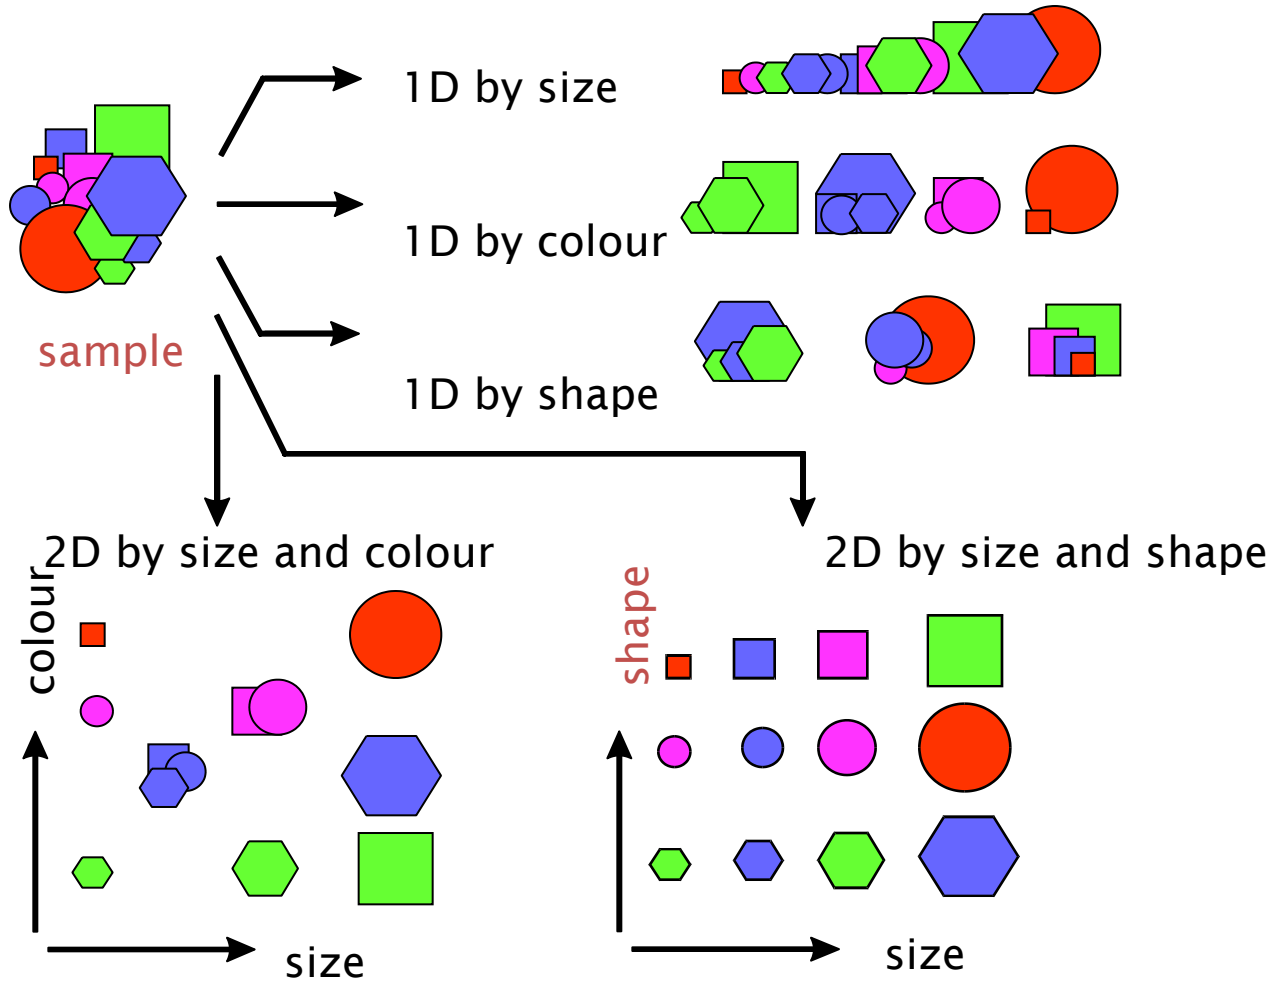 1D by size
1D by colour
sample
1D by shape
2D by size and colour
2D by size and shape
colour
size
shape
size